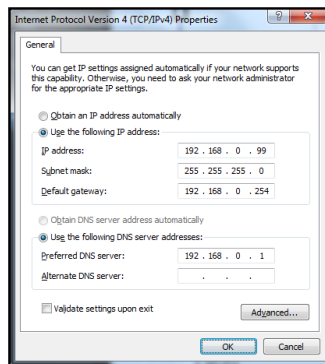 Internet Protocol Version 4 (TCP/IPv4) Properties
?
General
You can get IP settings assigned automatically if your network supports
this capability. Otherwise, you need to ask your network administrator
for the appropriate IP settings.
Obtain an IP address automatically
Use the following IP address:
IP address: 192 . 168 . 0 . 99
Subnet mask: 255 . 255 . 255 . 0
Default gateway: 192 . 168 . 0 . 254
Obtain DNS server address automatically
Use the following DNS server addresses:
Preferred DNS server: 192 . 168 . 0 . 1
Alternate DNS server: . . .
Validate settings upon exit
Advanced...
OK Cancel